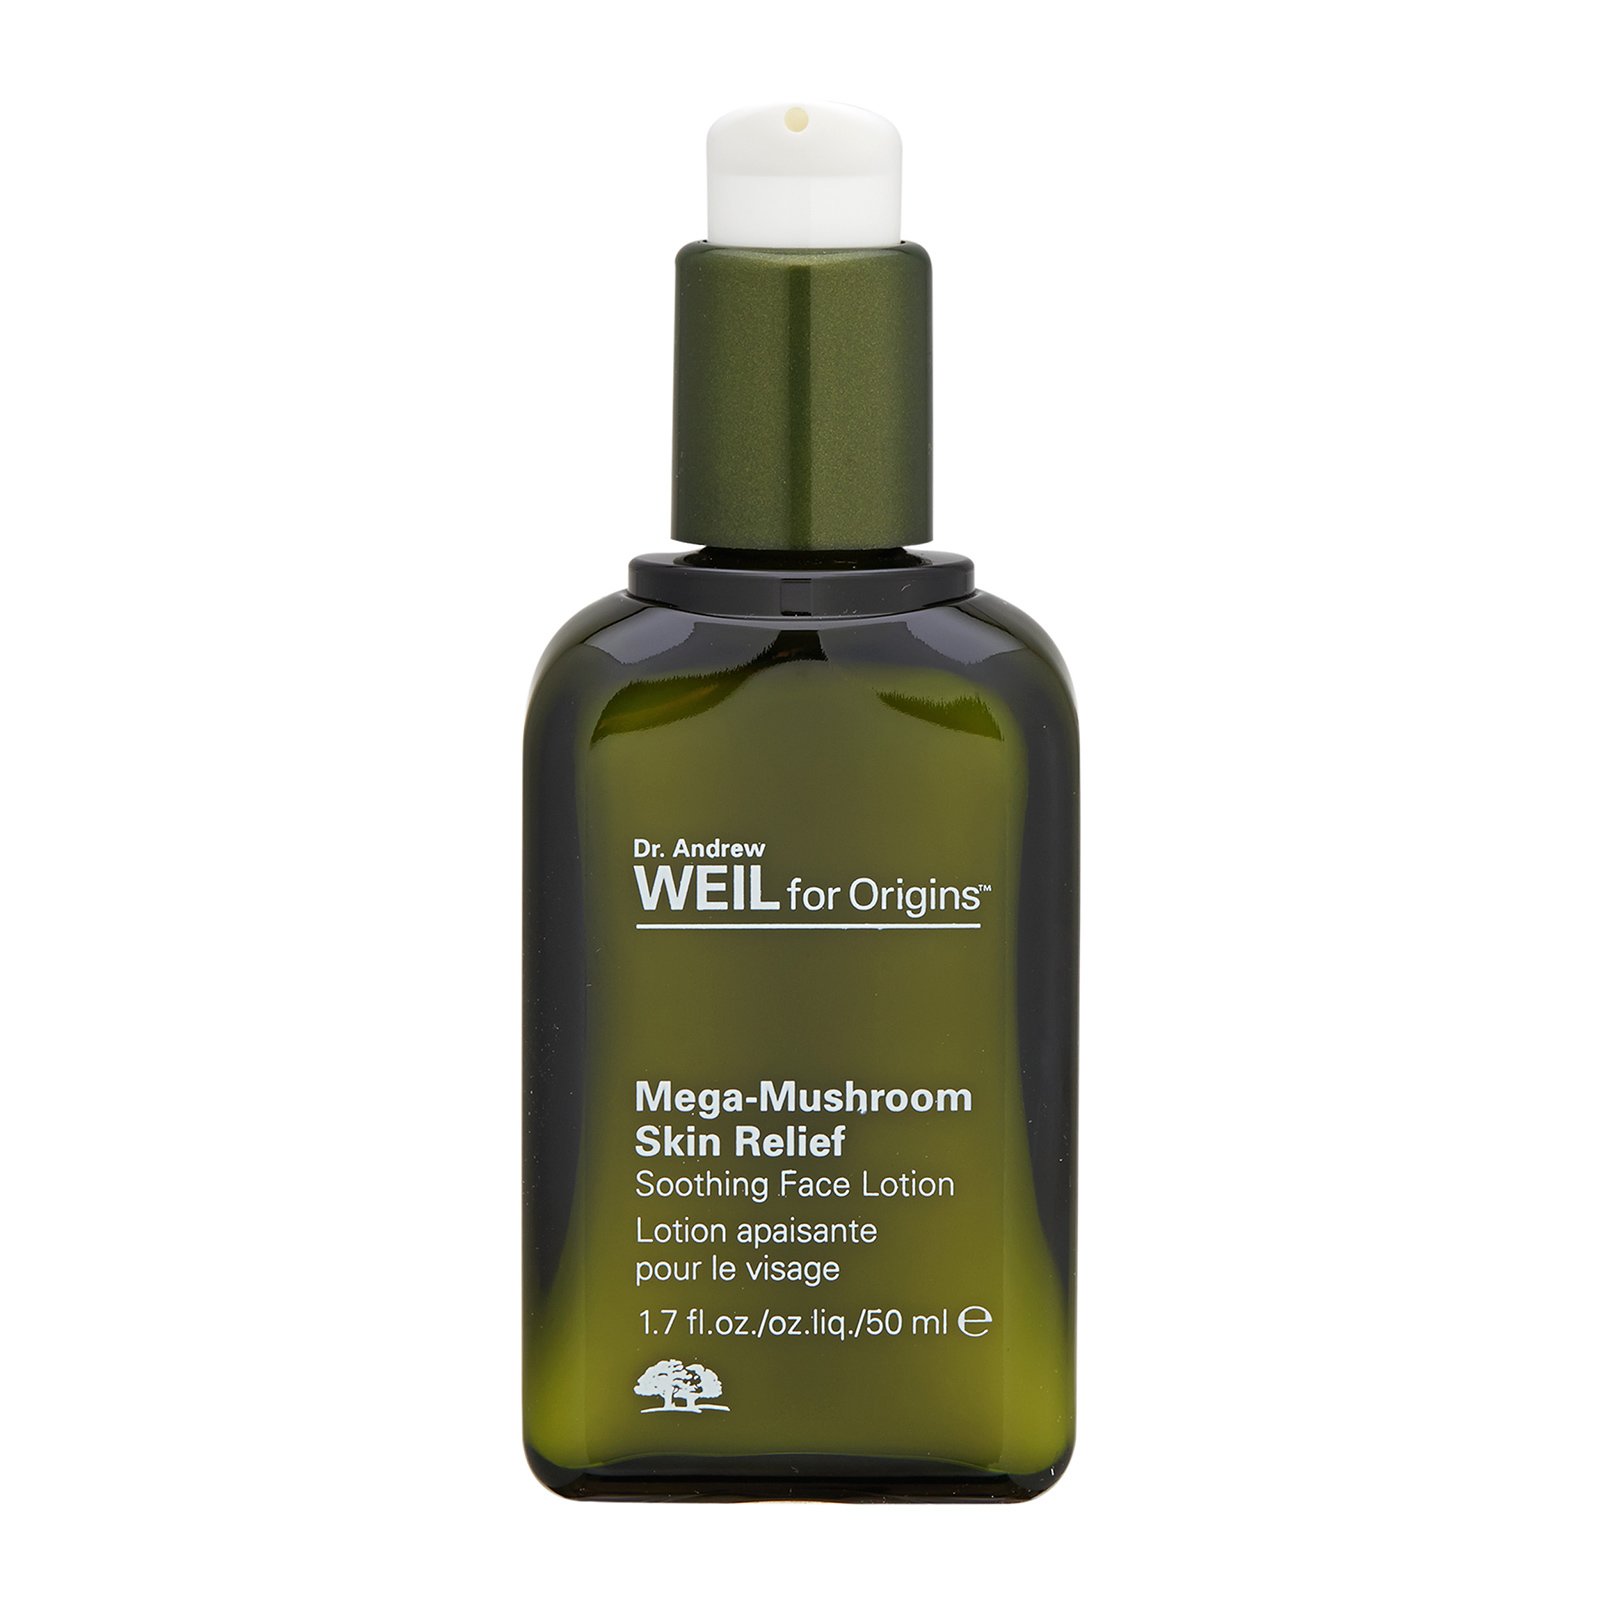 Dr. Andrew
WEIL for Origins™
Mega-Mushroom
Skin Relief
Soothing Face Lotion
Lotion apaisante
pour le visage
1.7 fl.oz./oz.liq./50 ml ℮